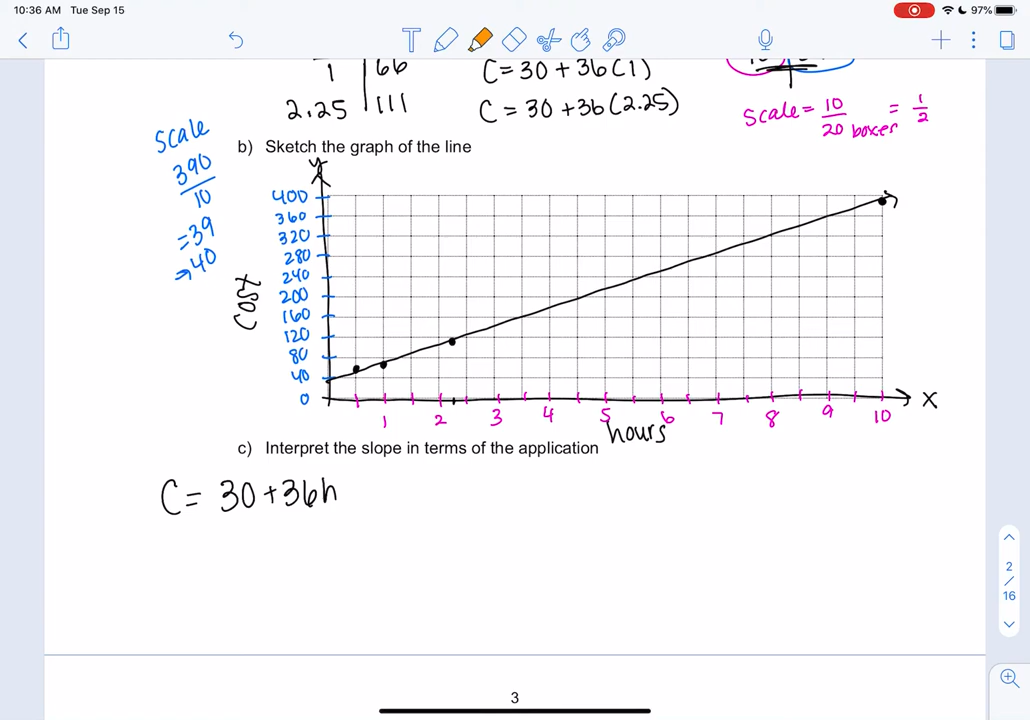 10:36 AM Tue Sep 15
97%
1 | 66
C = 30 + 36(1)
2.25 | 111
C = 30 + 36(2.25)
Scale = 10/20 boxes = 1/2
Scale
390/10
= 39
→ 40
b) Sketch the graph of the line
y
400
360
320
280
240
200
160
120
80
40
0
Cost
1 2 3 4 5 6 7 8 9 10
x
hours
c) Interpret the slope in terms of the application
C = 30 + 36h
2
/
16
3